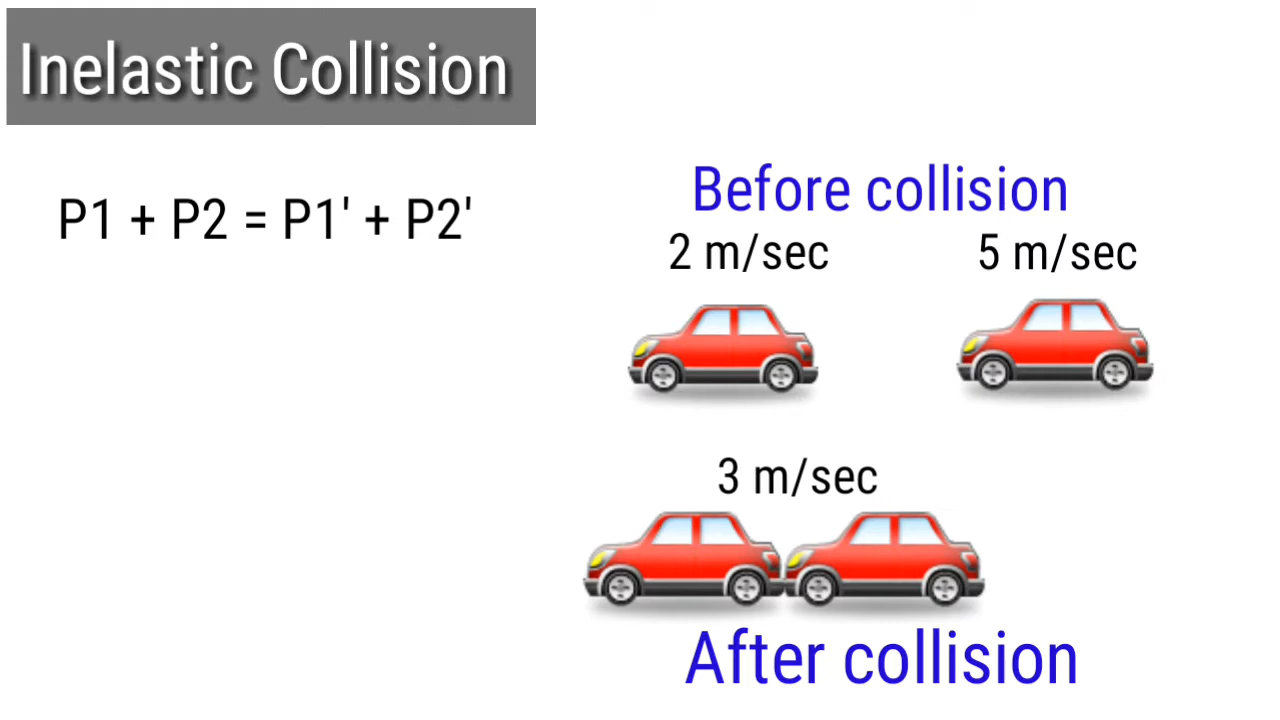 Inelastic Collision
P1 + P2 = P1' + P2'
Before collision
2 m/sec
5 m/sec
3 m/sec
After collision